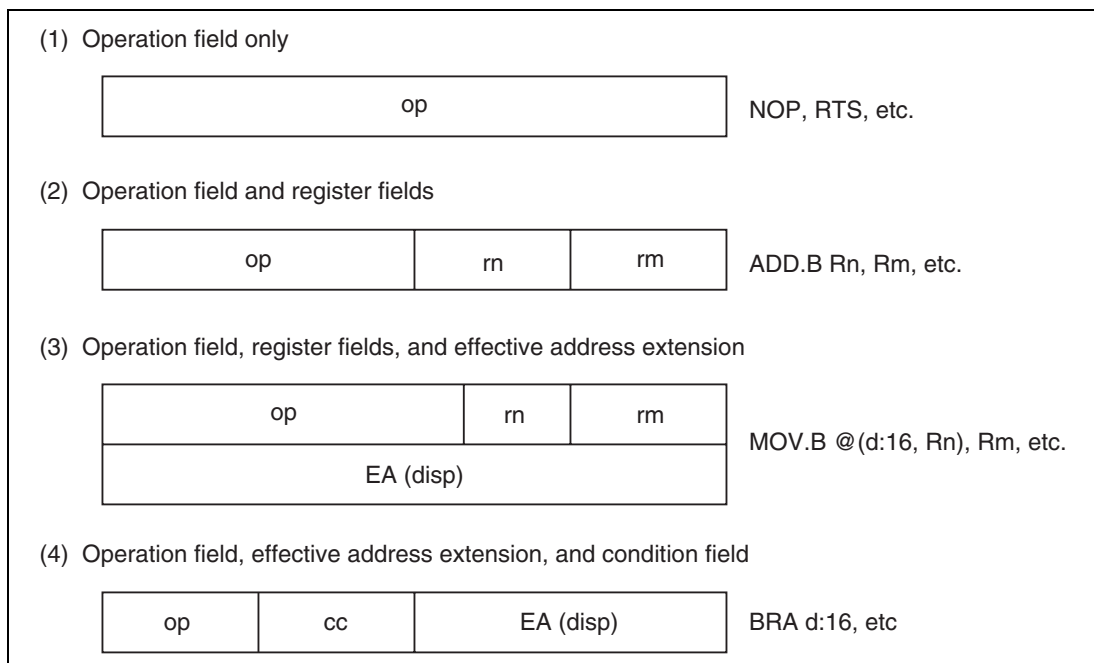 (1) Operation field only
op
NOP, RTS, etc.
(2) Operation field and register fields
op rn rm
ADD.B Rn, Rm, etc.
(3) Operation field, register fields, and effective address extension
op rn rm
EA (disp)
MOV.B @(d:16, Rn), Rm, etc.
(4) Operation field, effective address extension, and condition field
op cc EA (disp)
BRA d:16, etc